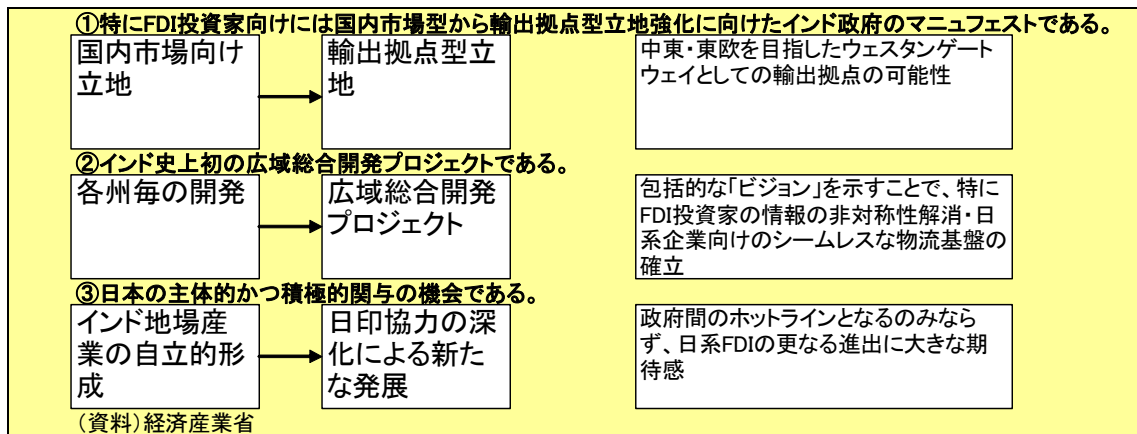 ①特にFDI投資家向けには国内市場型から輸出拠点型立地強化に向けたインド政府のマニュフェストである。
国内市場向け
立地
輸出拠点型立
地
中東・東欧を目指したウェスタンゲート
ウェイとしての輸出拠点の可能性
②インド史上初の広域総合開発プロジェクトである。
各州毎の開発
広域総合開発
プロジェクト
包括的な「ビジョン」を示すことで、特に
FDI投資家の情報の非対称性解消・日
系企業向けのシームレスな物流基盤の
確立
③日本の主体的かつ積極的関与の機会である。
インド地場産
業の自立的形
成
日印協力の深
化による新た
な発展
政府間のホットラインとなるのみなら
ず、日系FDIの更なる進出に大きな期
待感
（資料）経済産業省